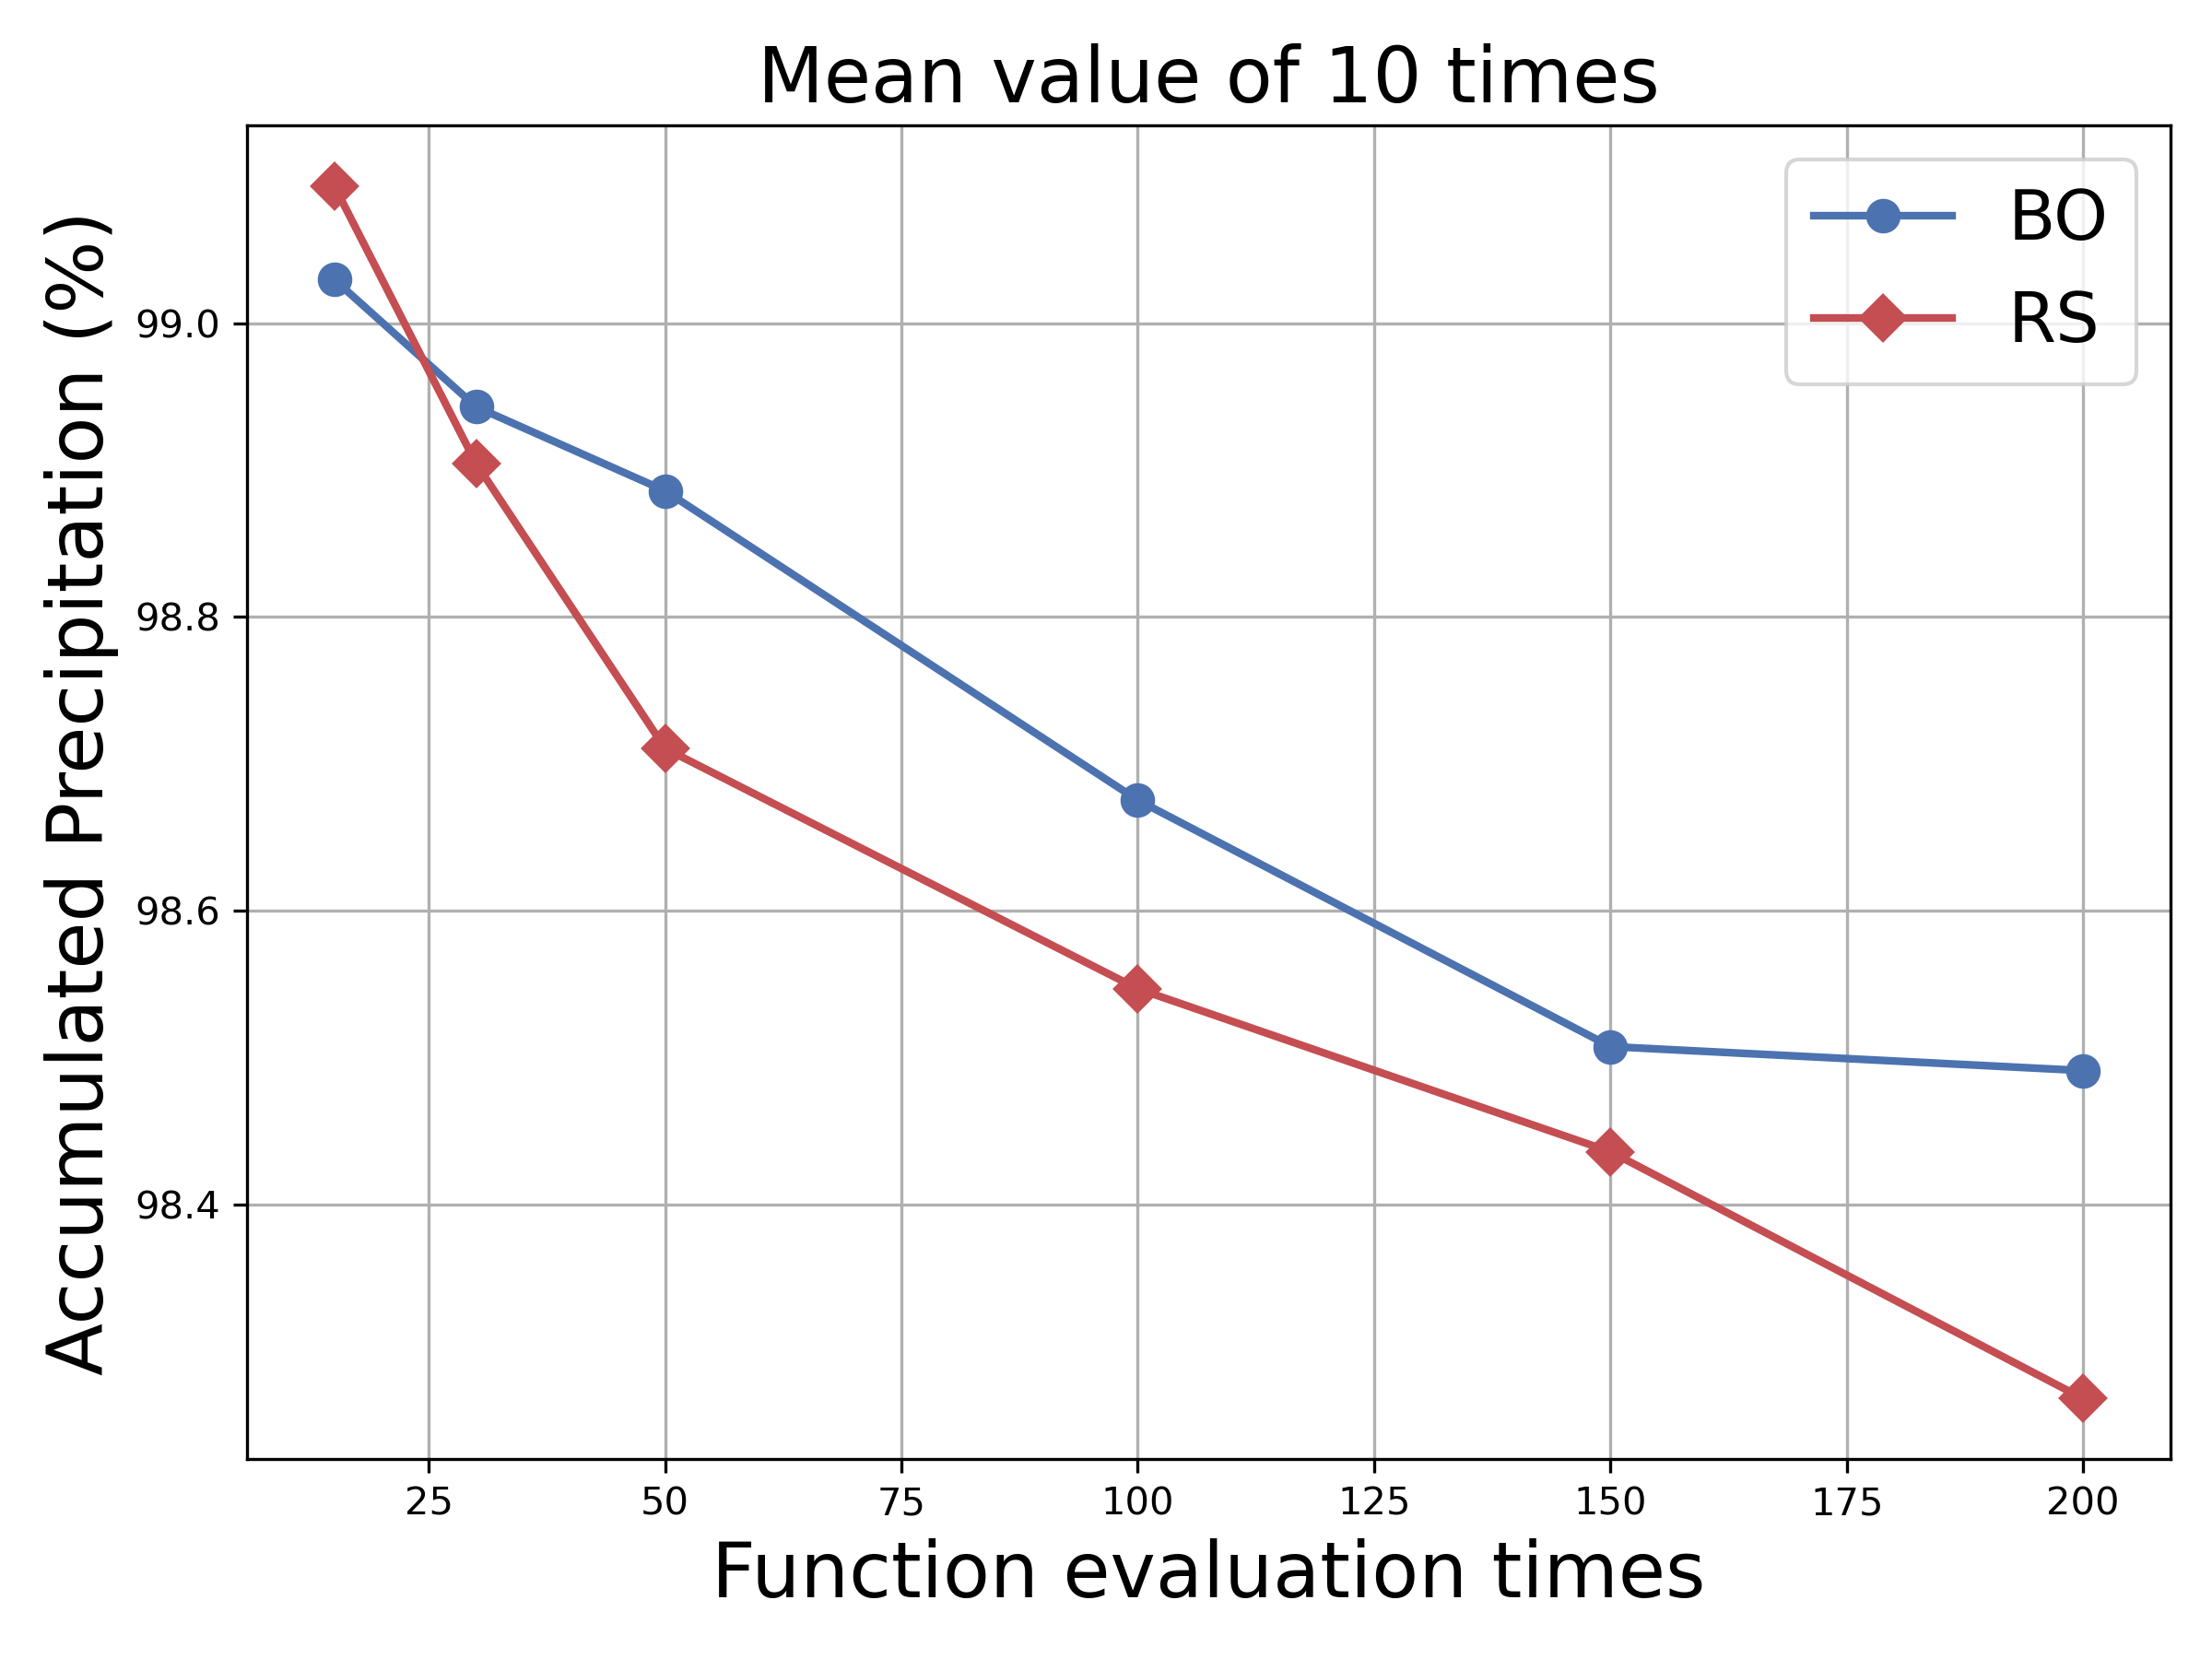 Mean value of 10 times
BO
RS
Accumulated Precipitation (%)
99.0
98.8
98.6
98.4
25 50 75 100 125 150 175 200
Function evaluation times